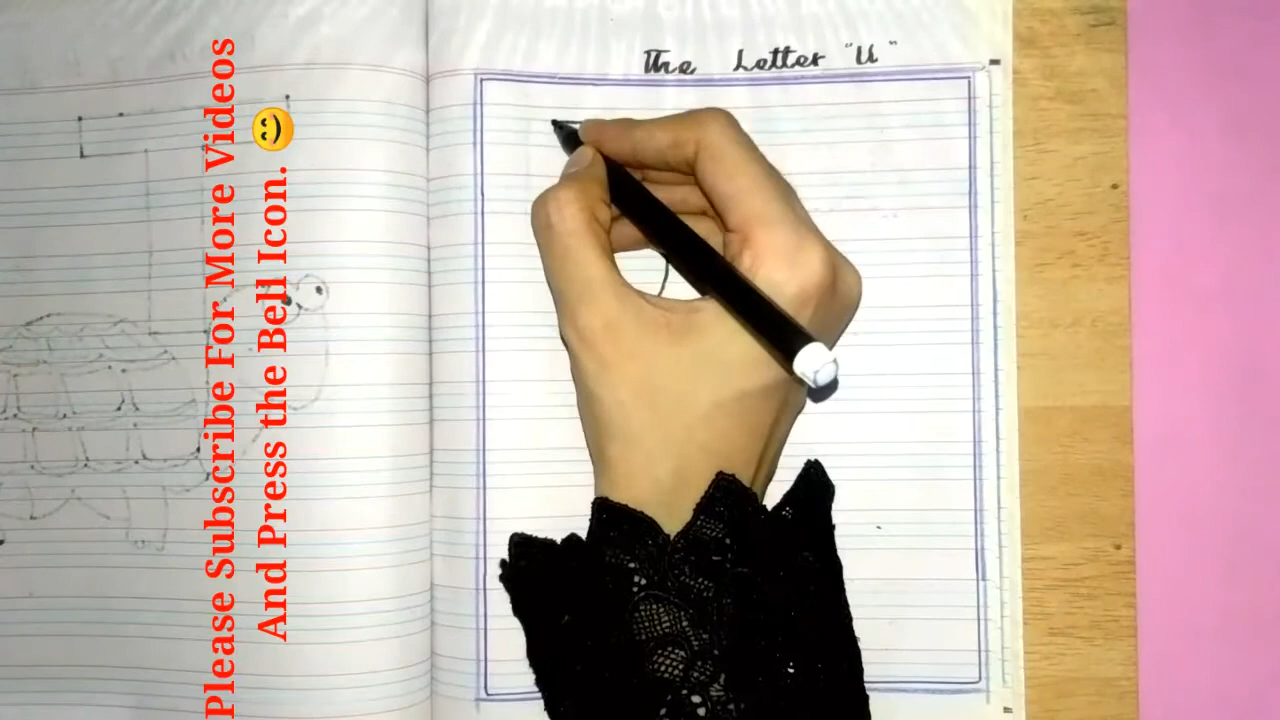 The Letter "U"
Please Subscribe For More Videos
And Press the Bell Icon. 😊